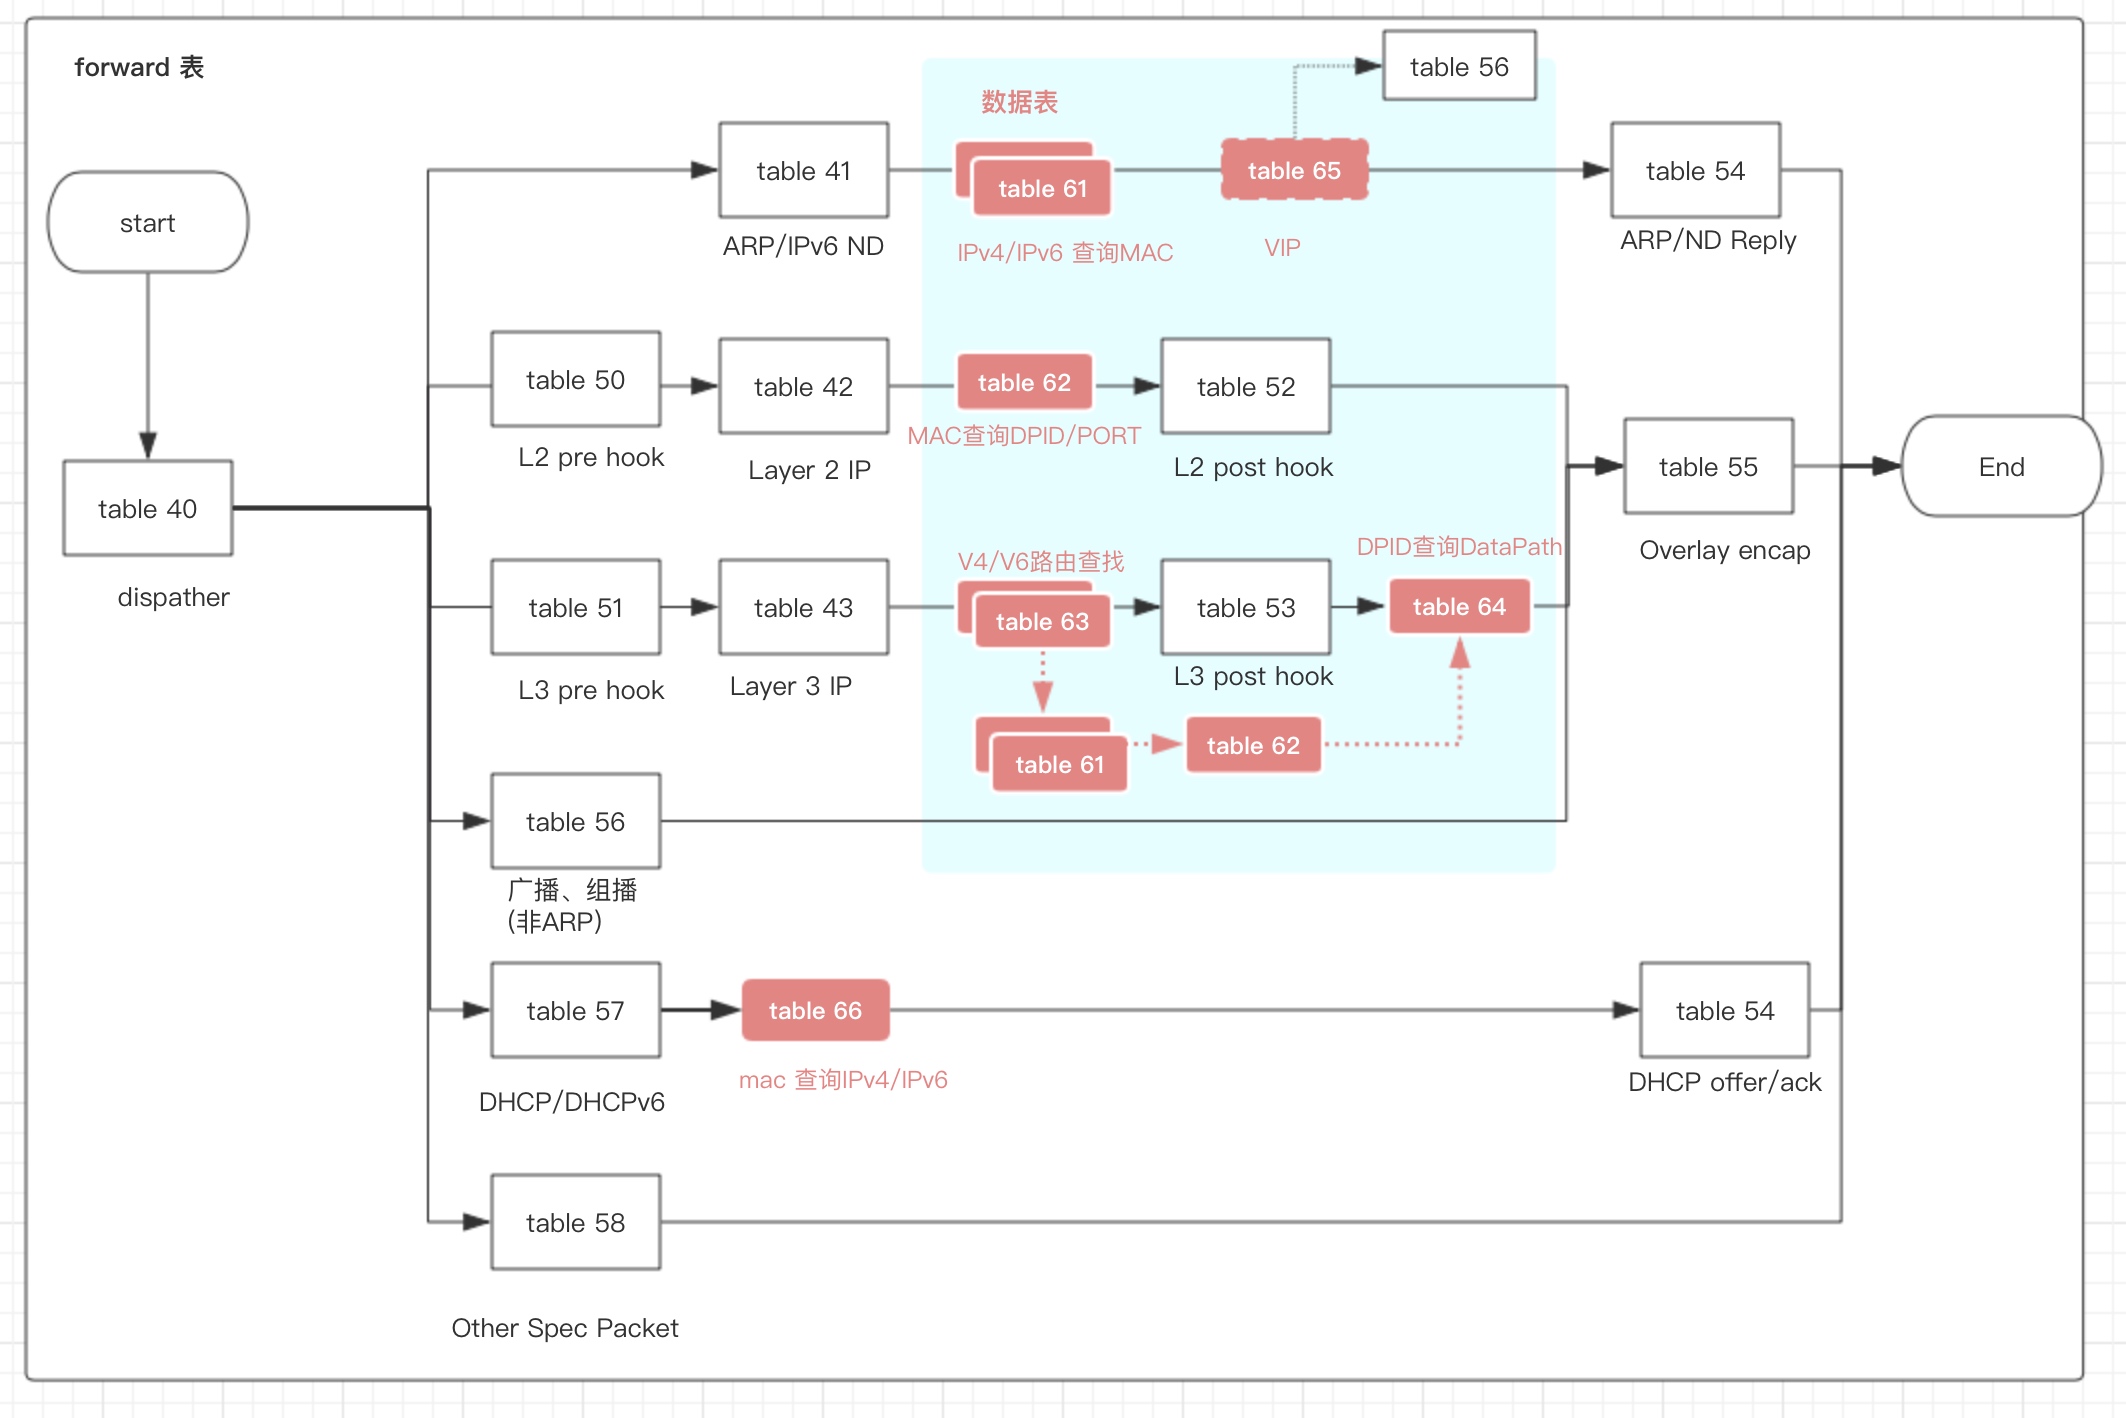 forward 表
table 56
数据表
start
table 41
table 61
table 65
table 54
ARP/IPv6 ND
IPv4/IPv6 查询MAC
VIP
ARP/ND Reply
table 50
table 42
table 62
table 52
L2 pre hook
Layer 2 IP
MAC查询DPID/PORT
L2 post hook
table 55
End
Overlay encap
table 40
dispather
V4/V6路由查找
DPID查询DataPath
table 51
table 43
table 63
table 53
table 64
L3 pre hook
Layer 3 IP
L3 post hook
table 61
table 62
table 56
广播、组播
(非ARP)
table 57
table 66
table 54
DHCP/DHCPv6
mac 查询IPv4/IPv6
DHCP offer/ack
table 58
Other Spec Packet